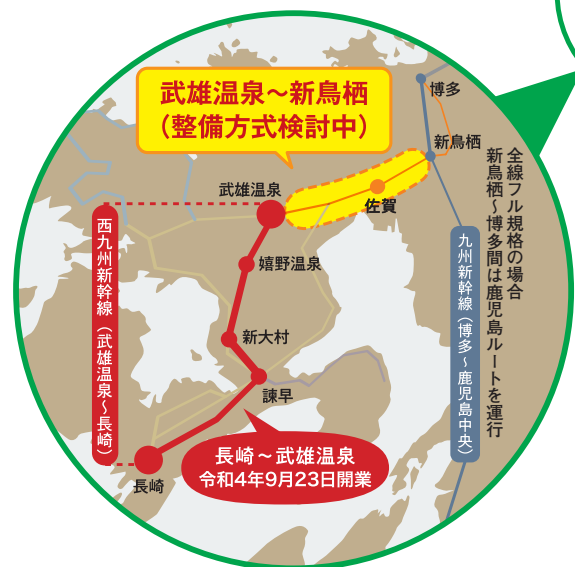 武雄温泉～新鳥栖
（整備方式検討中）
博多
新鳥栖
武雄温泉
佐賀
嬉野温泉
新大村
諫早
長崎
西九州新幹線（武雄温泉～長崎）
九州新幹線（博多～鹿児島中央）
全線フル規格の場合
新鳥栖～博多間は鹿児島ルートを運行
長崎～武雄温泉
令和4年9月23日開業